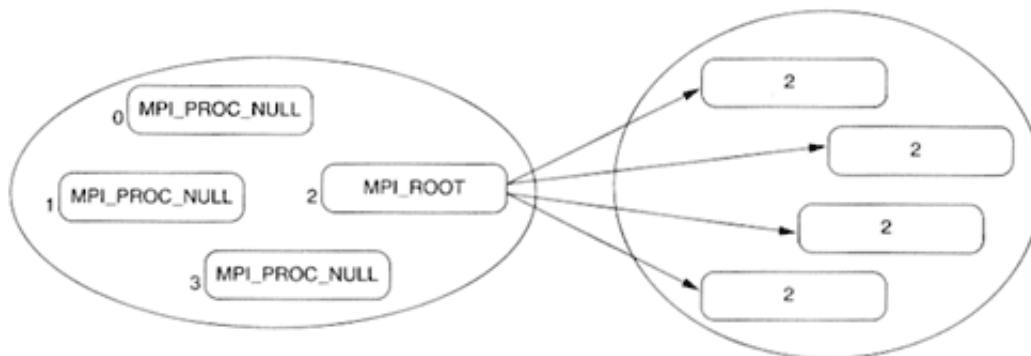 0 MPI_PROC_NULL
1 MPI_PROC_NULL
2 MPI_ROOT
3 MPI_PROC_NULL
2
2
2
2